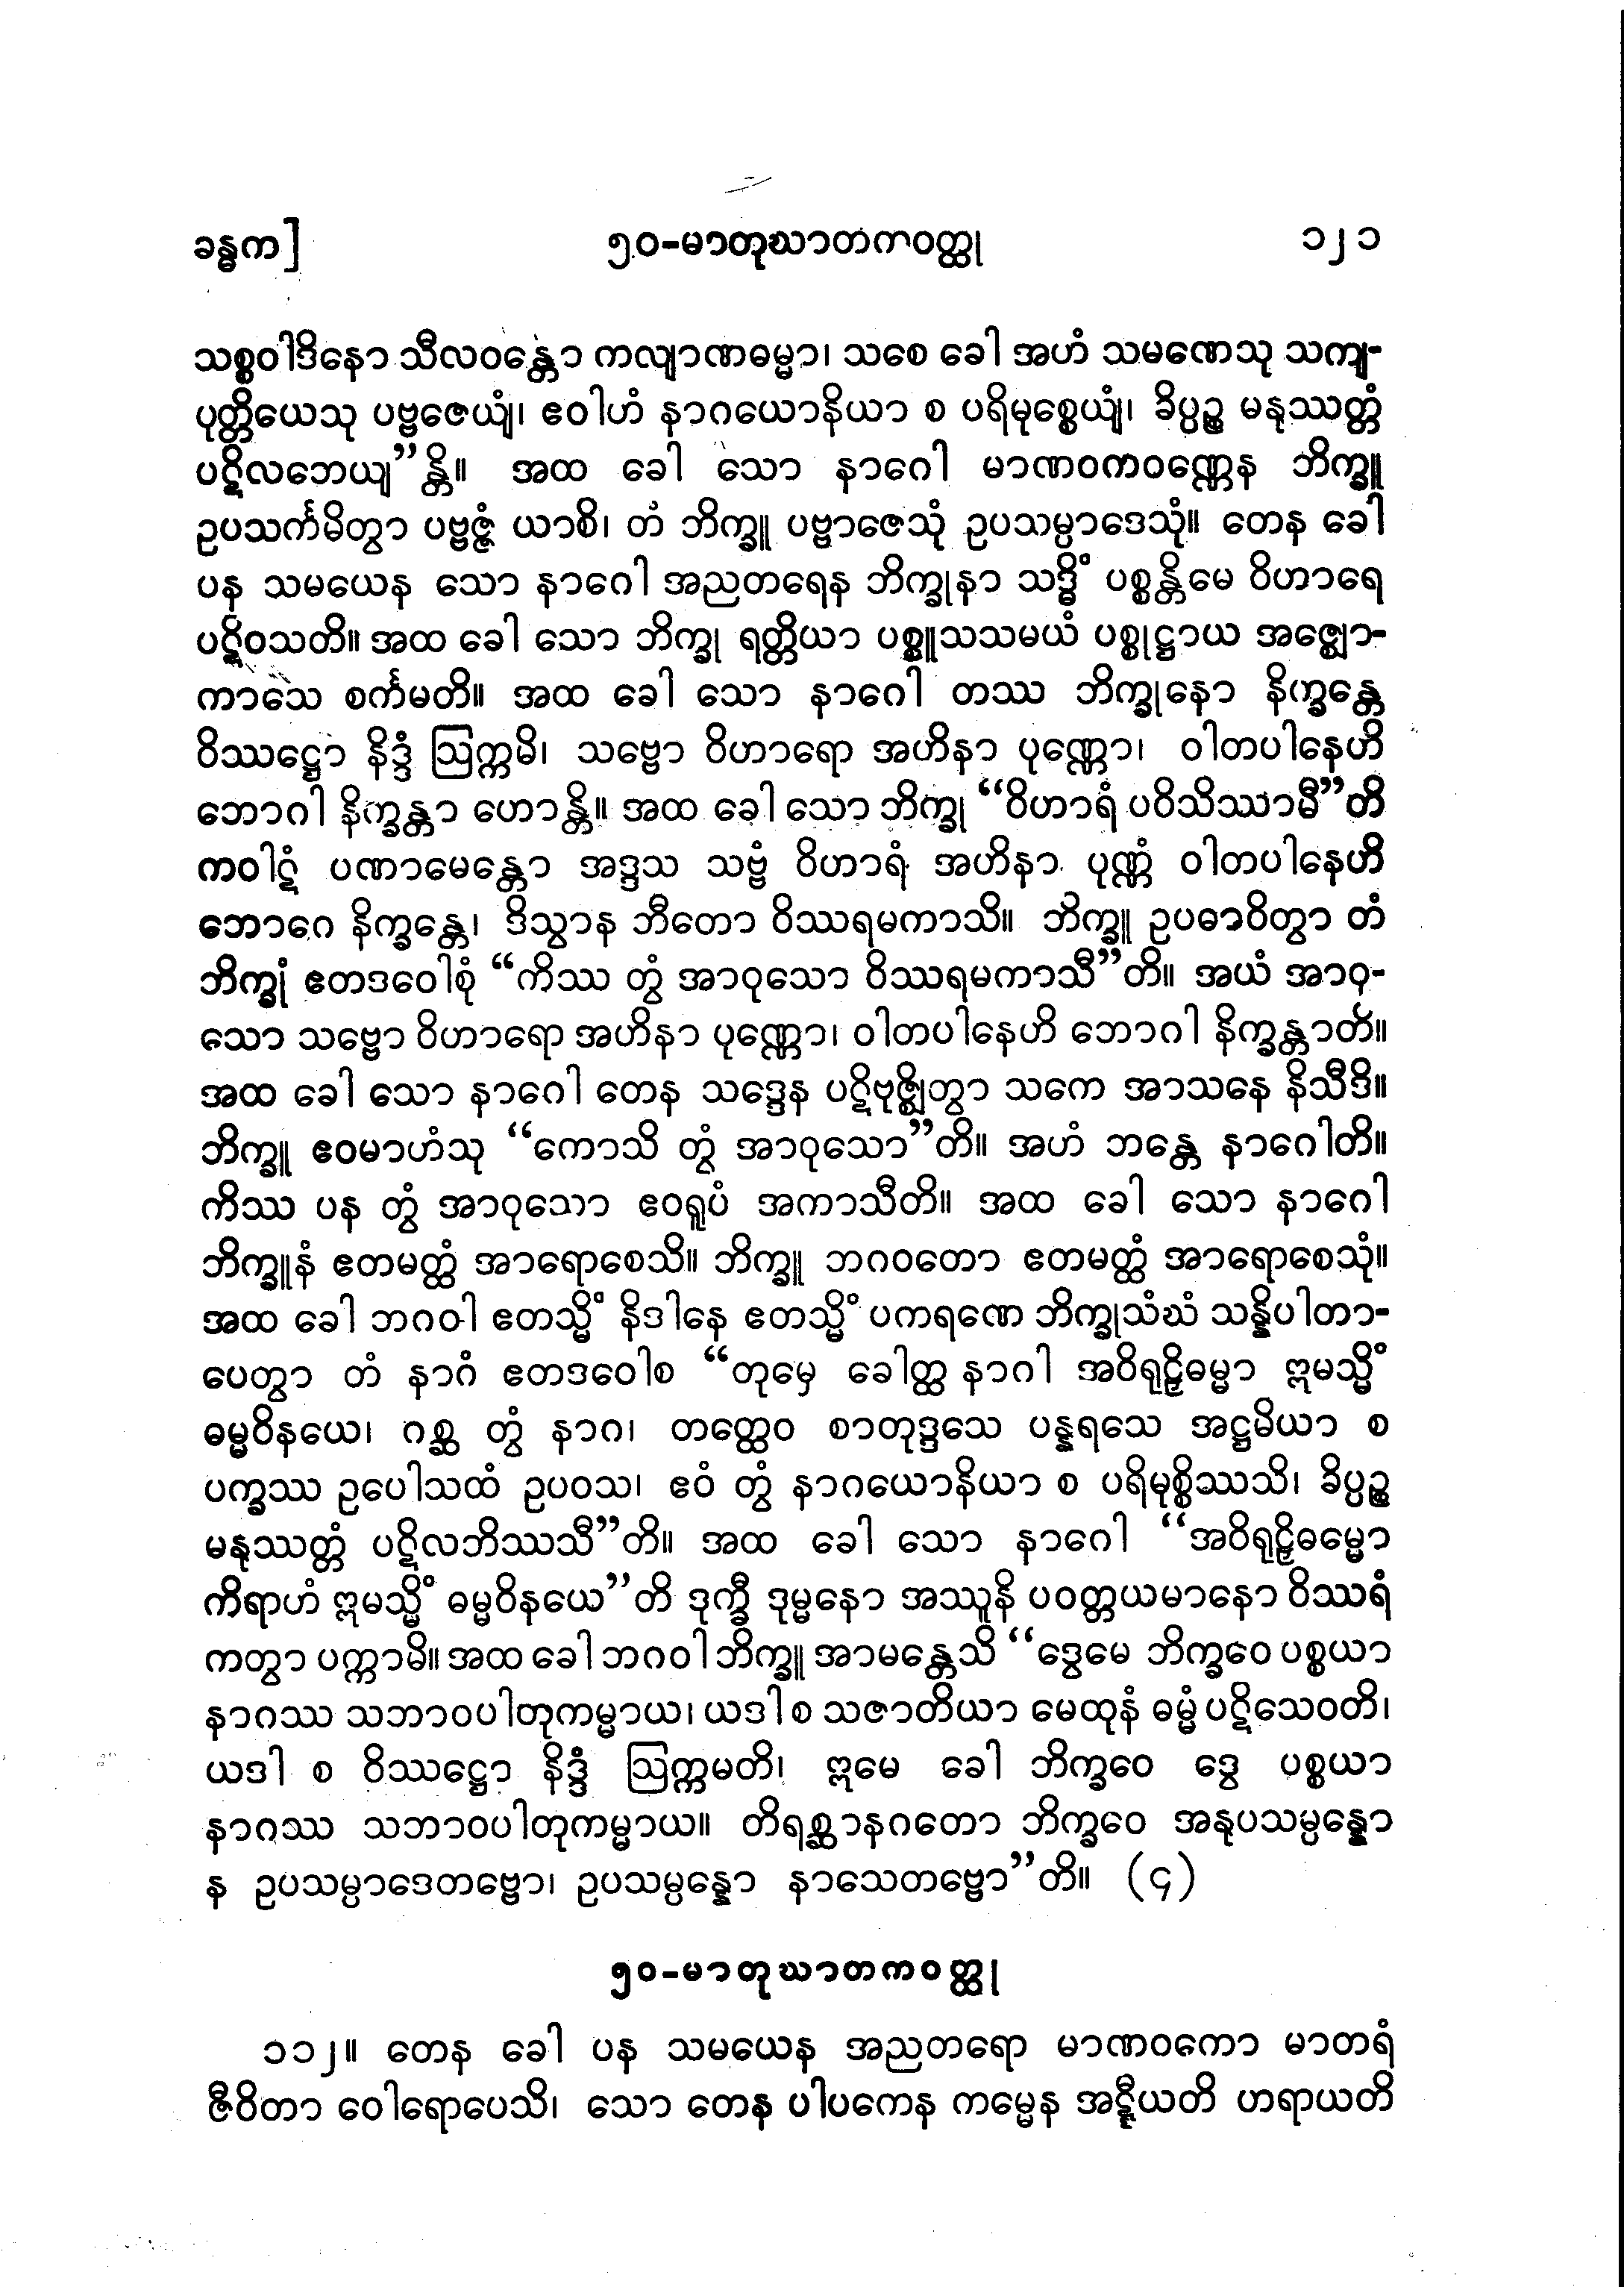 ခန္ဓက]
၅၀-မာတုဃာတကဝတ္ထု
၁၂၁
သစ္စဝါဒိနော သီလဝန္တော ကလျာဏဓမ္မာ၊ သစေ ခေါ အဟံ သမဏေသု သကျ-
ပုတ္တိယေသု ပဗ္ဗဇေယျံ၊ ဧဝါဟံ နာဂယောနိယာ စ ပရိမုစ္စေယျံ၊ ခိပ္ပဉ္စ မနုဿတ္တံ
ပဋိလဘေယျ”န္တိ။ အထ ခေါ သော နာဂေါ မာဏဝကဝဏ္ဏေန ဘိက္ခူ
ဥပသင်္ကမိတွာ ပဗ္ဗဇ္ဇံ ယာစိ၊ တံ ဘိက္ခူ ပဗ္ဗာဇေသုံ ဥပသမ္ပာဒေသုံ။ တေန ခေါ
ပန သမယေန သော နာဂေါ အညတရေန ဘိက္ခုနာ သဒ္ဓိံ ပစ္စန္တိမေ ဝိဟာရေ
ပဋိဝသတိ။ အထ ခေါ သော ဘိက္ခု ရတ္တိယာ ပစ္စူသသမယံ ပစ္စုဋ္ဌာယ အဇ္ဈော-
ကာသေ စင်္ကမတိ။ အထ ခေါ သော နာဂေါ တဿ ဘိက္ခုနော နိက္ခန္တေ
ဝိဿဋ္ဌော နိဒ္ဒံ ဩက္ကမိ၊ သဗ္ဗော ဝိဟာရော အဟိနာ ပုဏ္ဏော၊ ဝါတပါနေဟိ
ဘောဂါ နိက္ခန္တာ ဟောန္တိ။ အထ ခေါ သော ဘိက္ခု “ဝိဟာရံ ပဝိသိဿာမီ”တိ
ကဝါဋံ ပဏာမေန္တော အဒ္ဒသ သဗ္ဗံ ဝိဟာရံ အဟိနာ ပုဏ္ဏံ ဝါတပါနေဟိ
ဘောဂေ နိက္ခန္တေ၊ ဒိသွာန ဘီတော ဝိဿရမကာသိ။ ဘိက္ခူ ဥပဓာဝိတွာ တံ
ဘိက္ခုံ ဧတဒဝေါစုံ “ကိဿ တွံ အာဝုသော ဝိဿရမကာသီ”တိ။ အယံ အာဝု-
သော သဗ္ဗော ဝိဟာရော အဟိနာ ပုဏ္ဏော၊ ဝါတပါနေဟိ ဘောဂါ နိက္ခန္တာတိ။
အထ ခေါ သော နာဂေါ တေန သဒ္ဒေန ပဋိဗုဇ္ဈိတွာ သကေ အာသနေ နိသီဒိ။
ဘိက္ခူ ဧဝမာဟံသု “ကောသိ တွံ အာဝုသော”တိ။ အဟံ ဘန္တေ နာဂေါတိ။
ကိဿ ပန တွံ အာဝုသော ဧဝရူပံ အကာသီတိ။ အထ ခေါ သော နာဂေါ
ဘိက္ခူနံ ဧတမတ္ထံ အာရောစေသိ။ ဘိက္ခူ ဘဂဝတော ဧတမတ္ထံ အာရောစေသုံ။
အထ ခေါ ဘဂဝါ ဧတသ္မိံ နိဒါနေ ဧတသ္မိံ ပကရဏေ ဘိက္ခုသံဃံ သန္နိပါတာ-
ပေတွာ တံ နာဂံ ဧတဒဝေါစ “တုမှေ ခေါတ္ထ နာဂါ အဝိရုဠှိဓမ္မာ ဣမသ္မိံ
ဓမ္မဝိနယေ၊ ဂစ္ဆ တွံ နာဂ၊ တတ္ထေဝ စာတုဒ္ဒသေ ပန္နရသေ အဋ္ဌမိယာ စ
ပက္ခဿ ဥပေါသထံ ဥပဝသ၊ ဧဝံ တွံ နာဂယောနိယာ စ ပရိမုစ္စိဿသိ၊ ခိပ္ပဉ္စ
မနုဿတ္တံ ပဋိလဘိဿသီ”တိ။ အထ ခေါ သော နာဂေါ “အဝိရုဠှိဓမ္မော
ကိရာဟံ ဣမသ္မိံ ဓမ္မဝိနယေ”တိ ဒုက္ခီ ဒုမ္မနော အဿူနိ ပဝတ္တယမာနော ဝိဿရံ
ကတွာ ပက္ကာမိ။ အထ ခေါ ဘဂဝါ ဘိက္ခူ အာမန္တေသိ “ဒွေမေ ဘိက္ခဝေ ပစ္စယာ
နာဂဿ သဘာဝပါတုကမ္မာယ၊ ယဒါ စ သဇာတိယာ မေထုနံ ဓမ္မံ ပဋိသေဝတိ၊
ယဒါ စ ဝိဿဋ္ဌော နိဒ္ဒံ ဩက္ကမတိ၊ ဣမေ ခေါ ဘိက္ခဝေ ဒွေ ပစ္စယာ
နာဂဿ သဘာဝပါတုကမ္မာယ။ တိရစ္ဆာနဂတော ဘိက္ခဝေ အနုပသမ္ပန္နော
န ဥပသမ္ပာဒေတဗ္ဗော၊ ဥပသမ္ပန္နော နာသေတဗ္ဗော”တိ။ (၄)
၅၀-မာတုဃာတကဝတ္ထု
၁၁၂။ တေန ခေါ ပန သမယေန အညတရော မာဏဝကော မာတရံ
ဇီဝိတာ ဝေါရောပေသိ၊ သော တေန ပါပကေန ကမ္မေန အဋ္ဋီယတိ ဟရာယတိ